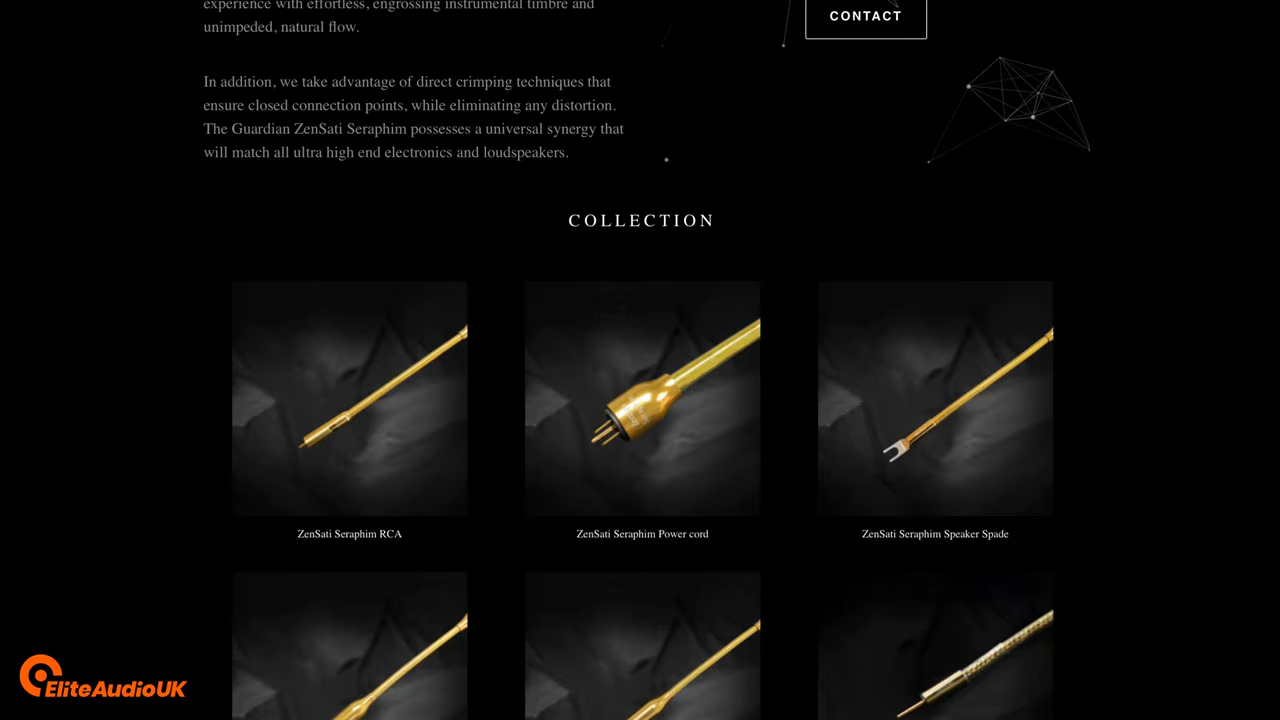 experience with effortless, engrossing instrumental timbre and
unimpeded, natural flow.
CONTACT
In addition, we take advantage of direct crimping techniques that
ensure closed connection points, while eliminating any distortion.
The Guardian ZenSati Seraphim possesses a universal synergy that
will match all ultra high end electronics and loudspeakers.
COLLECTION
ZenSati Seraphim RCA
ZenSati Seraphim Power cord
ZenSati Seraphim Speaker Spade
EliteAudioUK